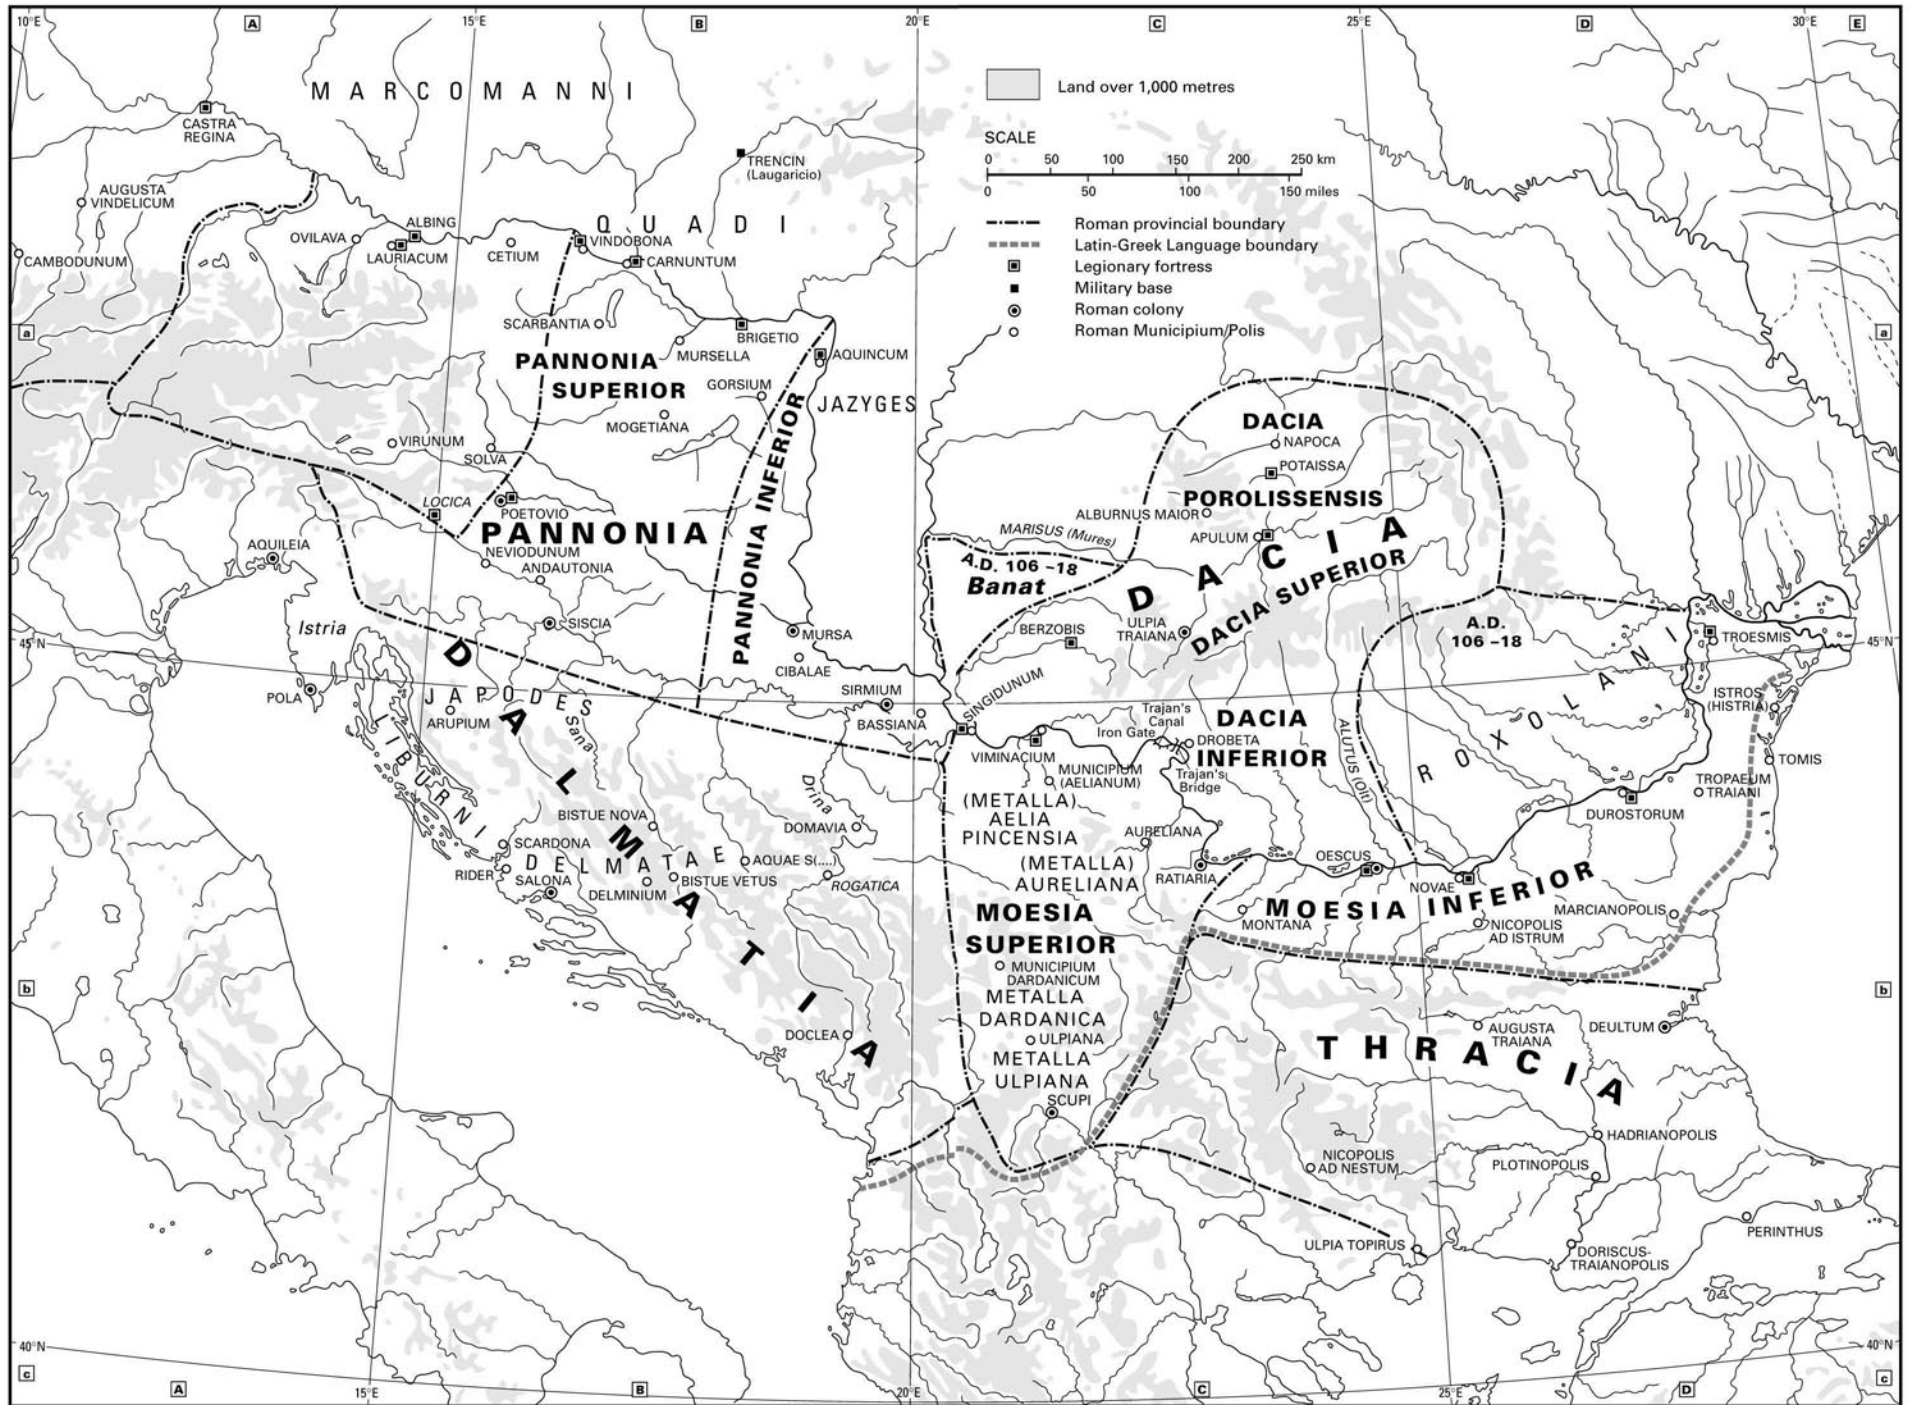 10°E
A
15°E
B
20°E
C
25°E
D
30°E
E
MARCOMANNI
CASTRA
REGINA
AUGUSTA
VINDELICUM
CAMBODUNUM
TRENCIN
(Laugaricio)
QUADI
OVILAVA
ALBING
LAURIACUM
CETIUM
VINDOBONA
CARNUNTUM
Land over 1,000 metres
SCALE
0 50 100 150 200 250 km
0 50 100 150 miles
Roman provincial boundary
Latin-Greek Language boundary
Legionary fortress
Military base
Roman colony
Roman Municipium/Polis
a
a
SCARBANTIA
BRIGETIO
MURSELLA
AQUINCUM
PANNONIA
SUPERIOR
GORSIUM
MOGETIANA
JAZYGES
PANNONIA INFERIOR
VIRUNUM
SOLVA
LOCICA
POETOVIO
PANNONIA
AQUILEIA
NEVIODUNUM
ANDAUTONIA
SISCIA
Istria
MURSA
CIBALAE
45°N
POLA
DACIA
NAPOCA
POTAISSA
POROLISSENSIS
ALBURNUS MAIOR
APULUM
MARISUS (Mures)
A.D. 106 –18
Banat
DACIA
DACIA SUPERIOR
BERZOBIS
ULPIA
TRAIANA
A.D.
106 –18
TROESMIS
45°N
ROXOLANI
ISTROS
(HISTRIA)
TOMIS
TROPAEUM
TRAIANI
DUROSTORUM
JAPODES
ARUPIUM
LIBURNI
Sana
DALMATIA
SIRMIUM
BASSIANA
SINGIDUNUM
VIMINACIUM
MUNICIPIUM
(AELIANUM)
Trajan's
Canal
Iron Gate
DROBETA
Trajan's
Bridge
DACIA
INFERIOR
ALUTUS (Olt)
Drina
BISTUE NOVA
DOMAVIA
SCARDONA
DELMATAE
RIDER
SALONA
DELMINIUM
BISTUE VETUS
AQUAE S(....)
ROGATICA
(METALLA)
AELIA
PINCENSIA
(METALLA)
AURELIANA
AURELIANA
RATIARIA
OESCUS
NOVAE
MOESIA
SUPERIOR
MOESIA INFERIOR
MONTANA
NICOPOLIS
AD ISTRUM
MARCIANOPOLIS
MUNICIPIUM
DARDANICUM
METALLA
DARDANICA
ULPIANA
METALLA
ULPIANA
SCUPI
b
b
DOCLEA
THRACIA
AUGUSTA
TRAIANA
DEULTUM
HADRIANOPOLIS
NICOPOLIS
AD NESTUM
PLOTINOPOLIS
ULPIA TOPIRUS
DORISCUS-
TRAIANOPOLIS
PERINTHUS
40°N
40°N
c
c
A
15°E
B
20°E
C
25°E
D